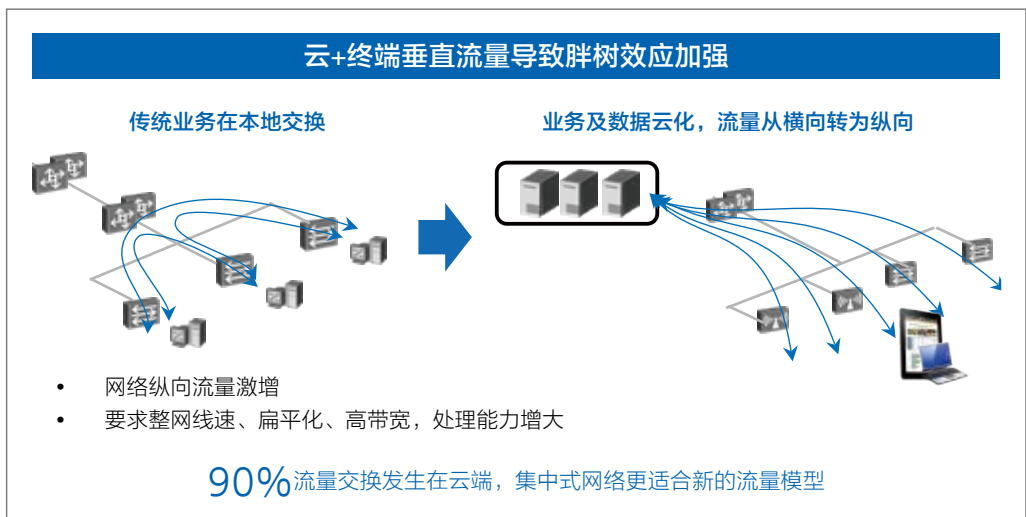 云+终端垂直流量导致胖树效应加强
传统业务在本地交换
业务及数据云化，流量从横向转为纵向
• 网络纵向流量激增
• 要求整网线速、扁平化、高带宽，处理能力增大
90%流量交换发生在云端，集中式网络更适合新的流量模型